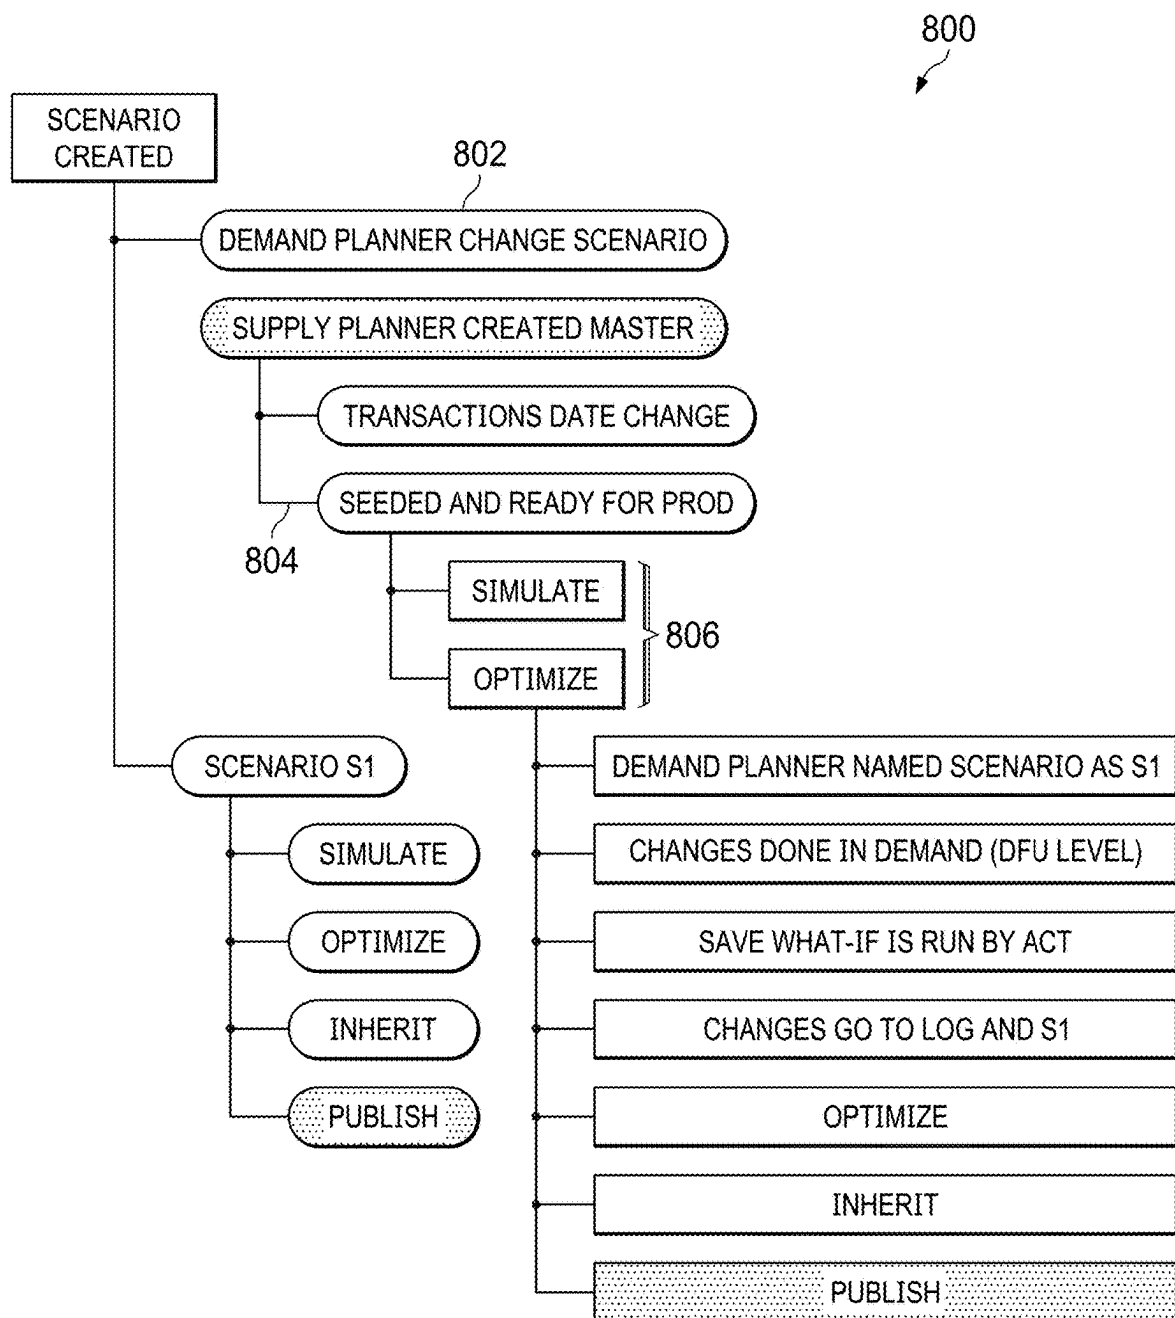 800
SCENARIO
CREATED
802
DEMAND PLANNER CHANGE SCENARIO
SUPPLY PLANNER CREATED MASTER
TRANSACTIONS DATE CHANGE
SEEDED AND READY FOR PROD
804
SIMULATE
806
OPTIMIZE
SCENARIO S1
DEMAND PLANNER NAMED SCENARIO AS S1
SIMULATE
CHANGES DONE IN DEMAND (DFU LEVEL)
OPTIMIZE
SAVE WHAT-IF IS RUN BY ACT
INHERIT
CHANGES GO TO LOG AND S1
PUBLISH
OPTIMIZE
INHERIT
PUBLISH